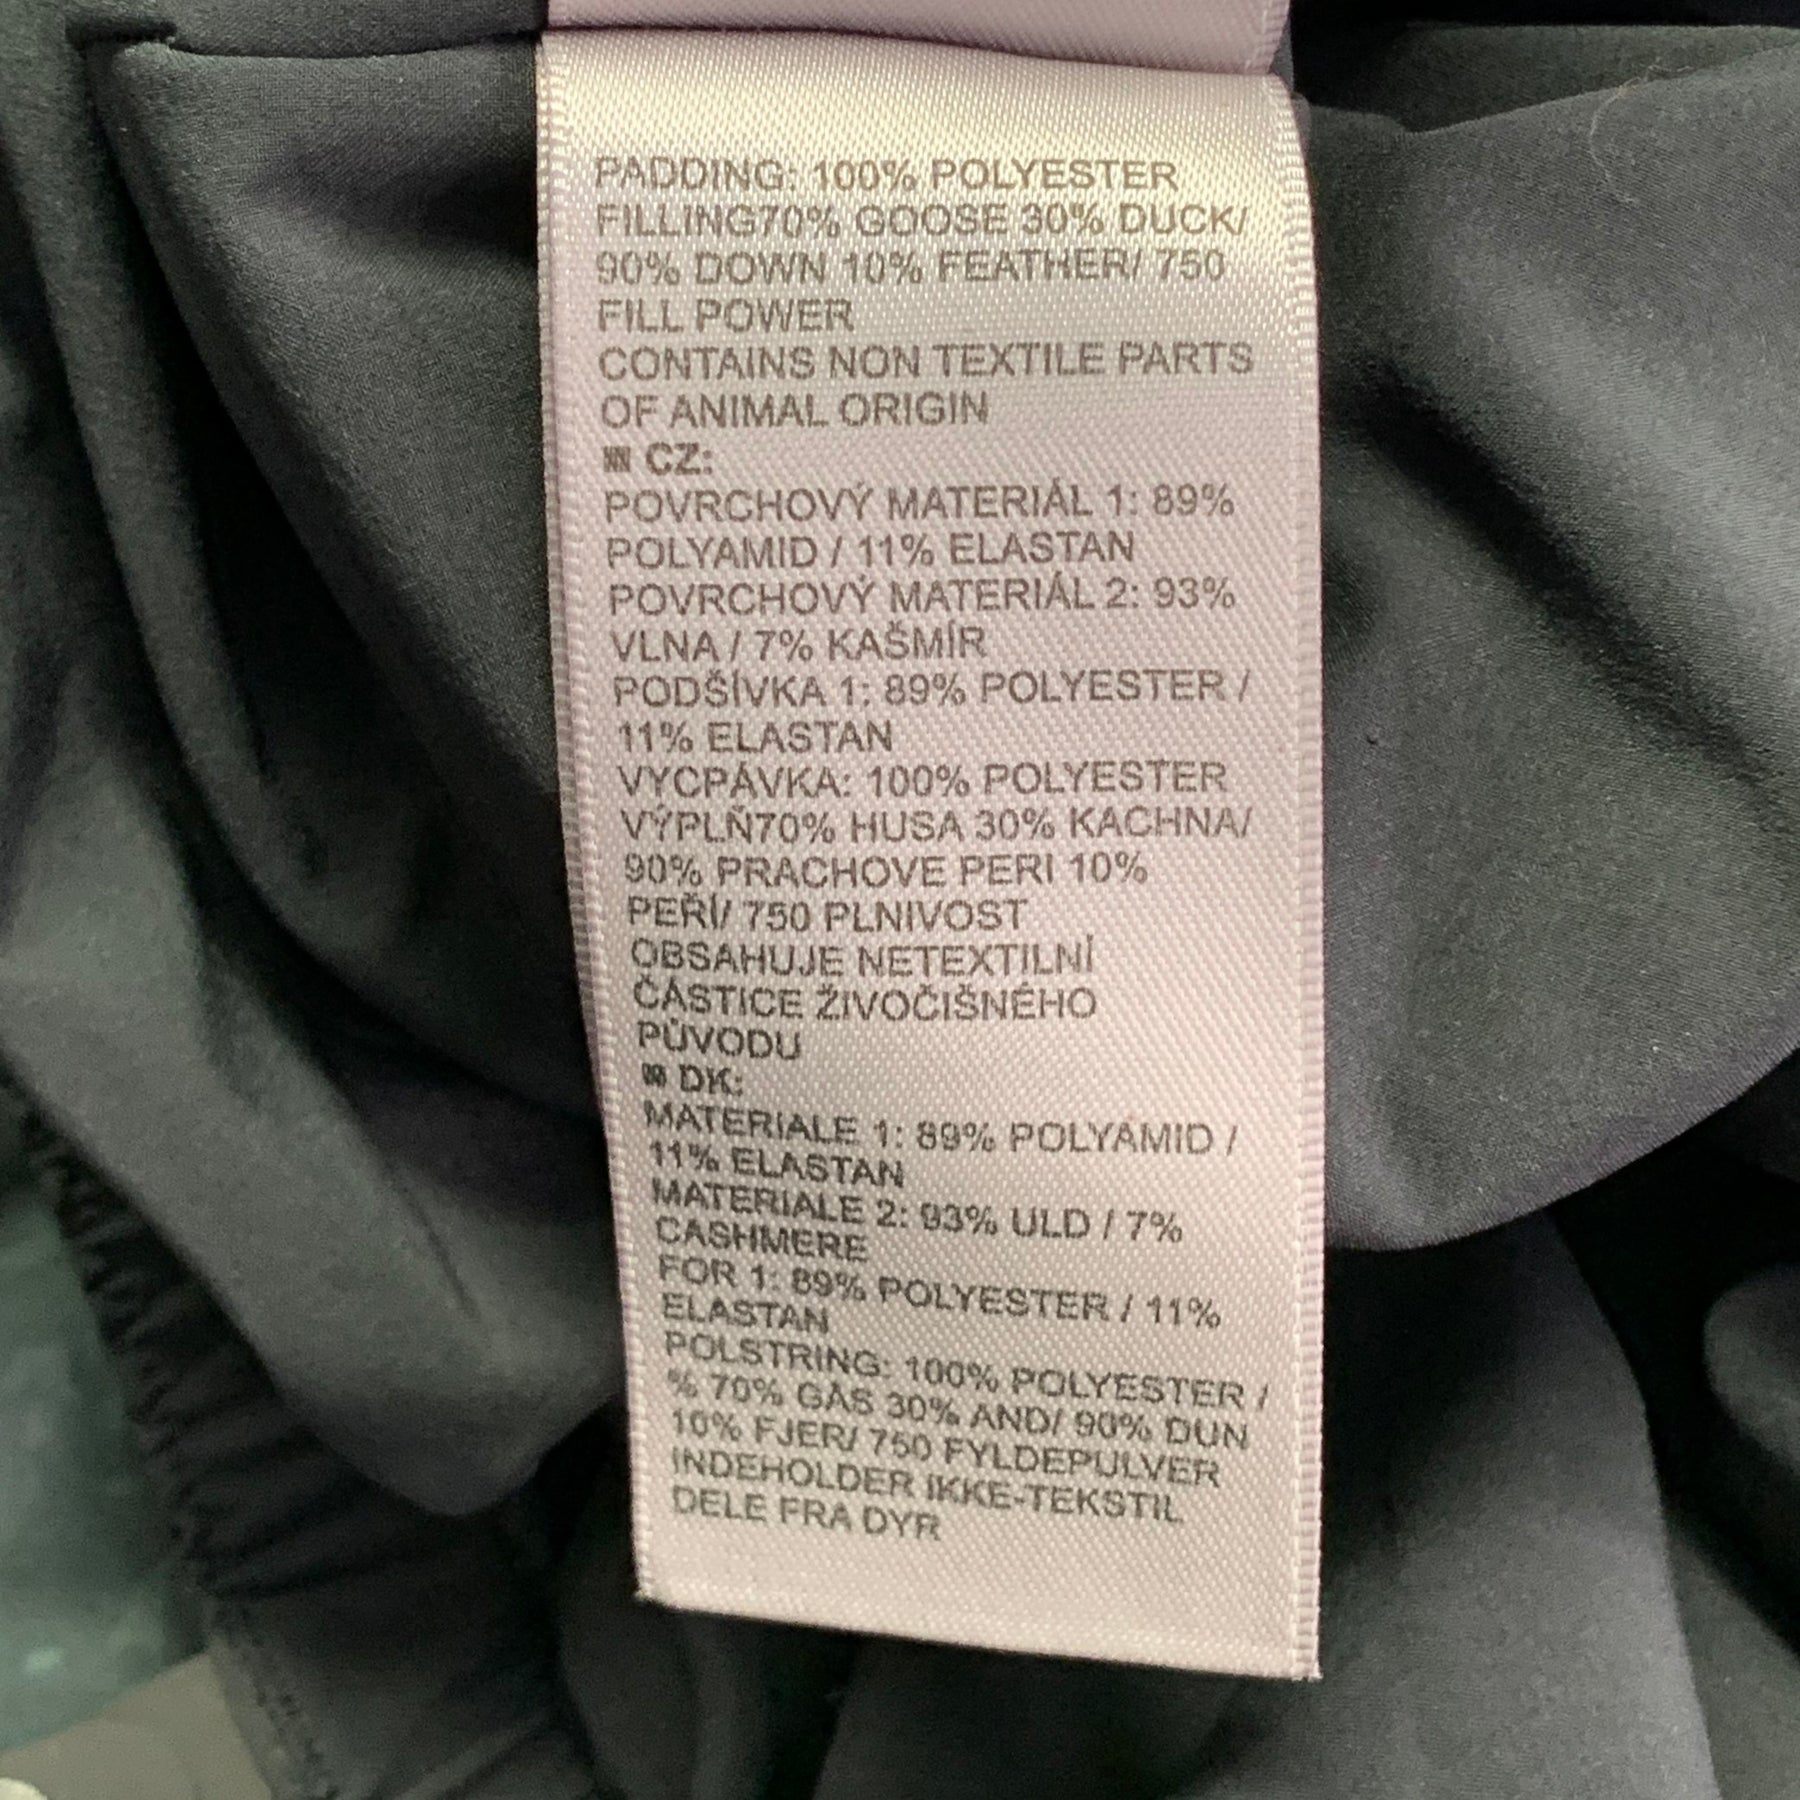 PADDING: 100% POLYESTER
FILLING70% GOOSE 30% DUCK/
90% DOWN 10% FEATHER/ 750
FILL POWER
CONTAINS NON TEXTILE PARTS
OF ANIMAL ORIGIN
CZ:
POVRCHOVÝ MATERIÁL 1: 89%
POLYAMID / 11% ELASTAN
POVRCHOVÝ MATERIÁL 2: 93%
VLNA / 7% KAŠMÍR
PODŠÍVKA 1: 89% POLYESTER /
11% ELASTAN
VYCPÁVKA: 100% POLYESTER
VÝPLŇ70% HUSA 30% KACHNA/
90% PRACHOVE PERI 10%
PEŘÍ/ 750 PLNIVOST
OBSAHUJE NETEXTILNÍ
ČÁSTICE ŽIVOČIŠNÉHO
PŮVODU
DK:
MATERIALE 1: 89% POLYAMID /
11% ELASTAN
MATERIALE 2: 93% ULD / 7%
CASHMERE
FOR 1: 89% POLYESTER / 11%
ELASTAN
POLSTRING: 100% POLYESTER /
% 70% GÅS 30% AND/ 90% DUN
10% FJER/ 750 FYLDEPULVER
INDEHOLDER IKKE-TEKSTIL
DELE FRA DYR